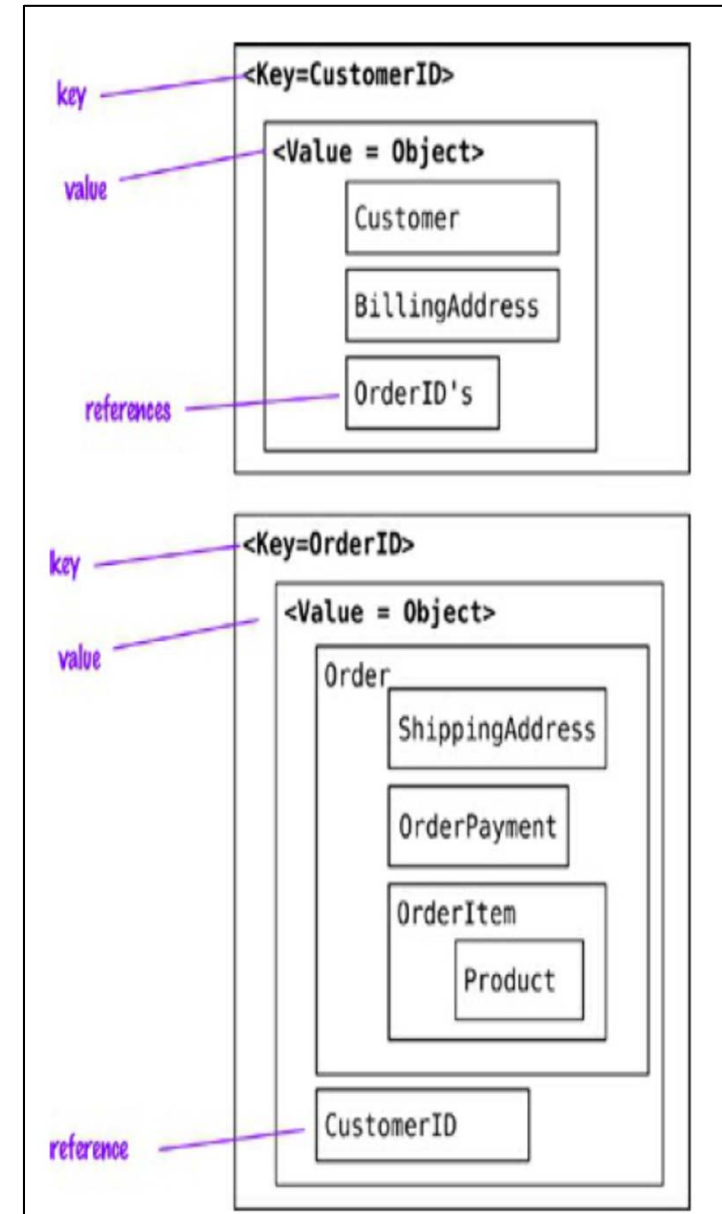 <Key=CustomerID>
key
<Value = Object>
value
Customer
BillingAddress
OrderID's
references
<Key=OrderID>
key
<Value = Object>
value
Order
ShippingAddress
OrderPayment
OrderItem
Product
CustomerID
reference